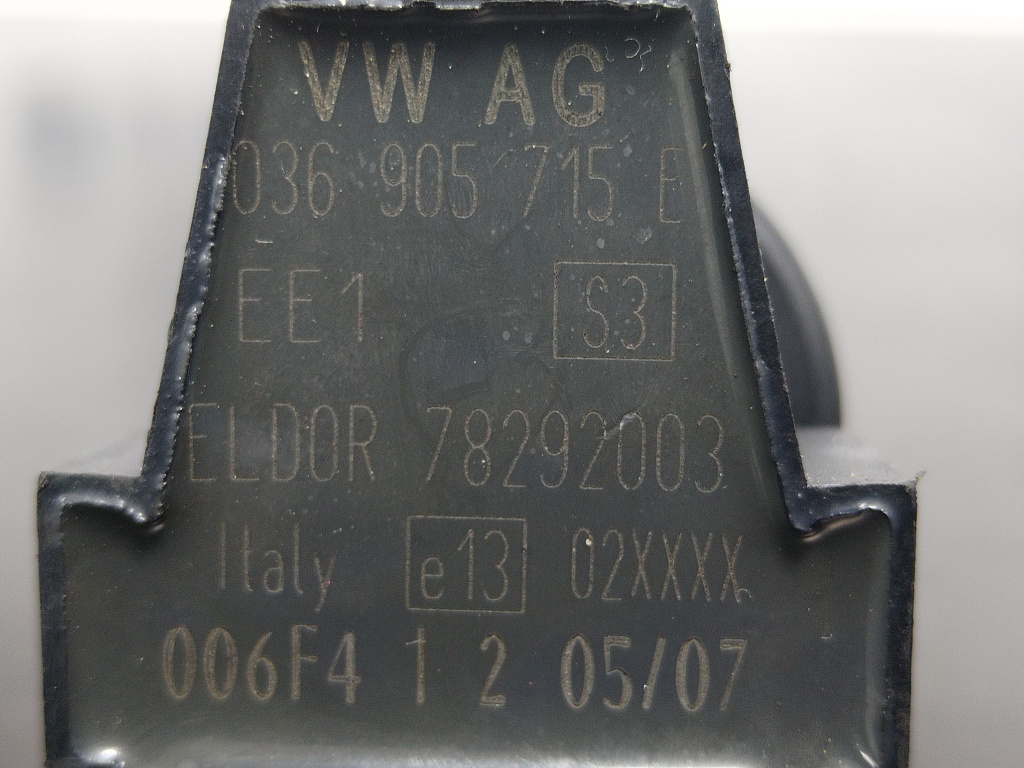 VW AG
036 905 715 E
EE1 S3
ELDOR 78292003
Italy e13 02XXXX
006F4 1 2 05/07